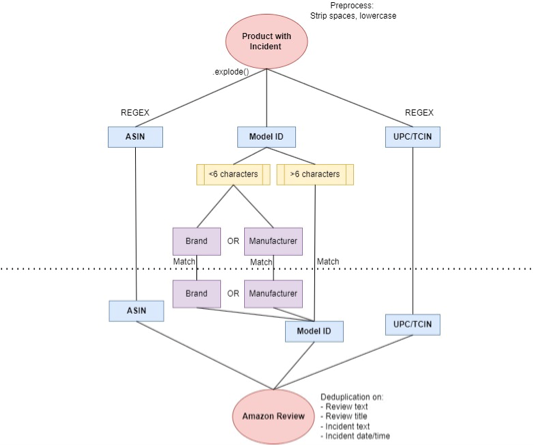 Preprocess:
Strip spaces, lowercase
Product with
Incident
.explode()
REGEX
REGEX
ASIN
Model ID
UPC/TCIN
<6 characters
>6 characters
Brand
OR
Manufacturer
Match
Match
Match
Brand
OR
Manufacturer
ASIN
Model ID
UPC/TCIN
Amazon Review
Deduplication on:
- Review text
- Review title
- Incident text
- Incident date/time